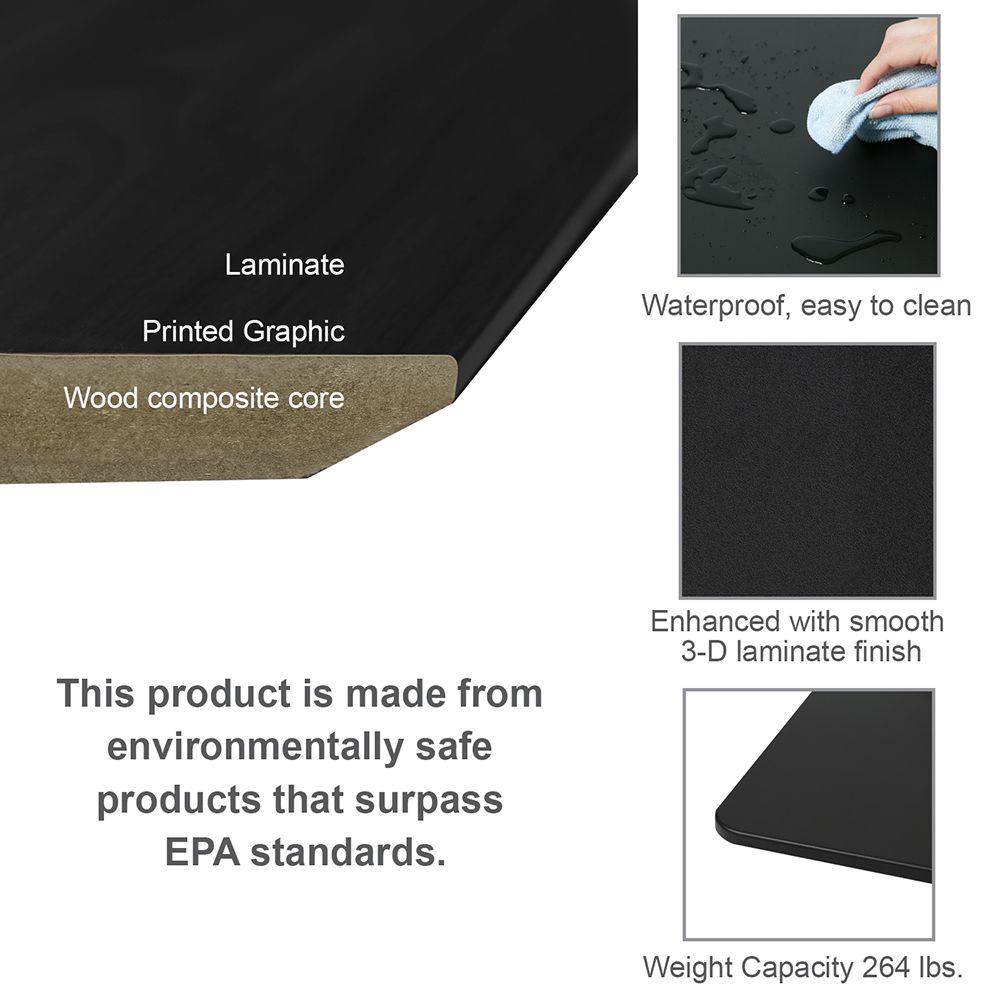 Laminate
Printed Graphic
Wood composite core
This product is made from
environmentally safe
products that surpass
EPA standards.
Waterproof, easy to clean
Enhanced with smooth
3-D laminate finish
Weight Capacity 264 lbs.